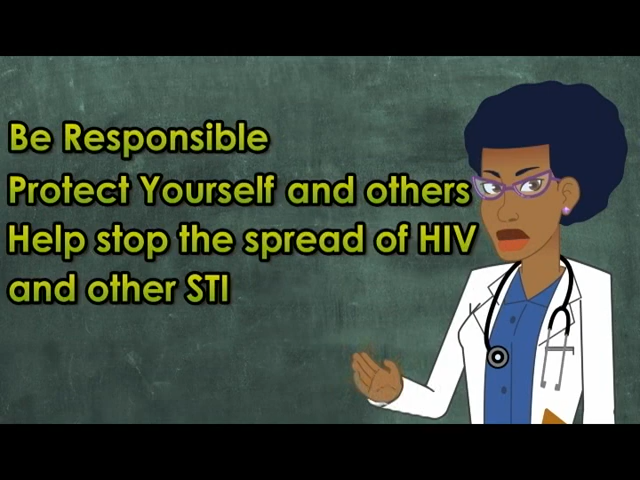 Be Responsible
Protect Yourself and others
Help stop the spread of HIV
and other STI